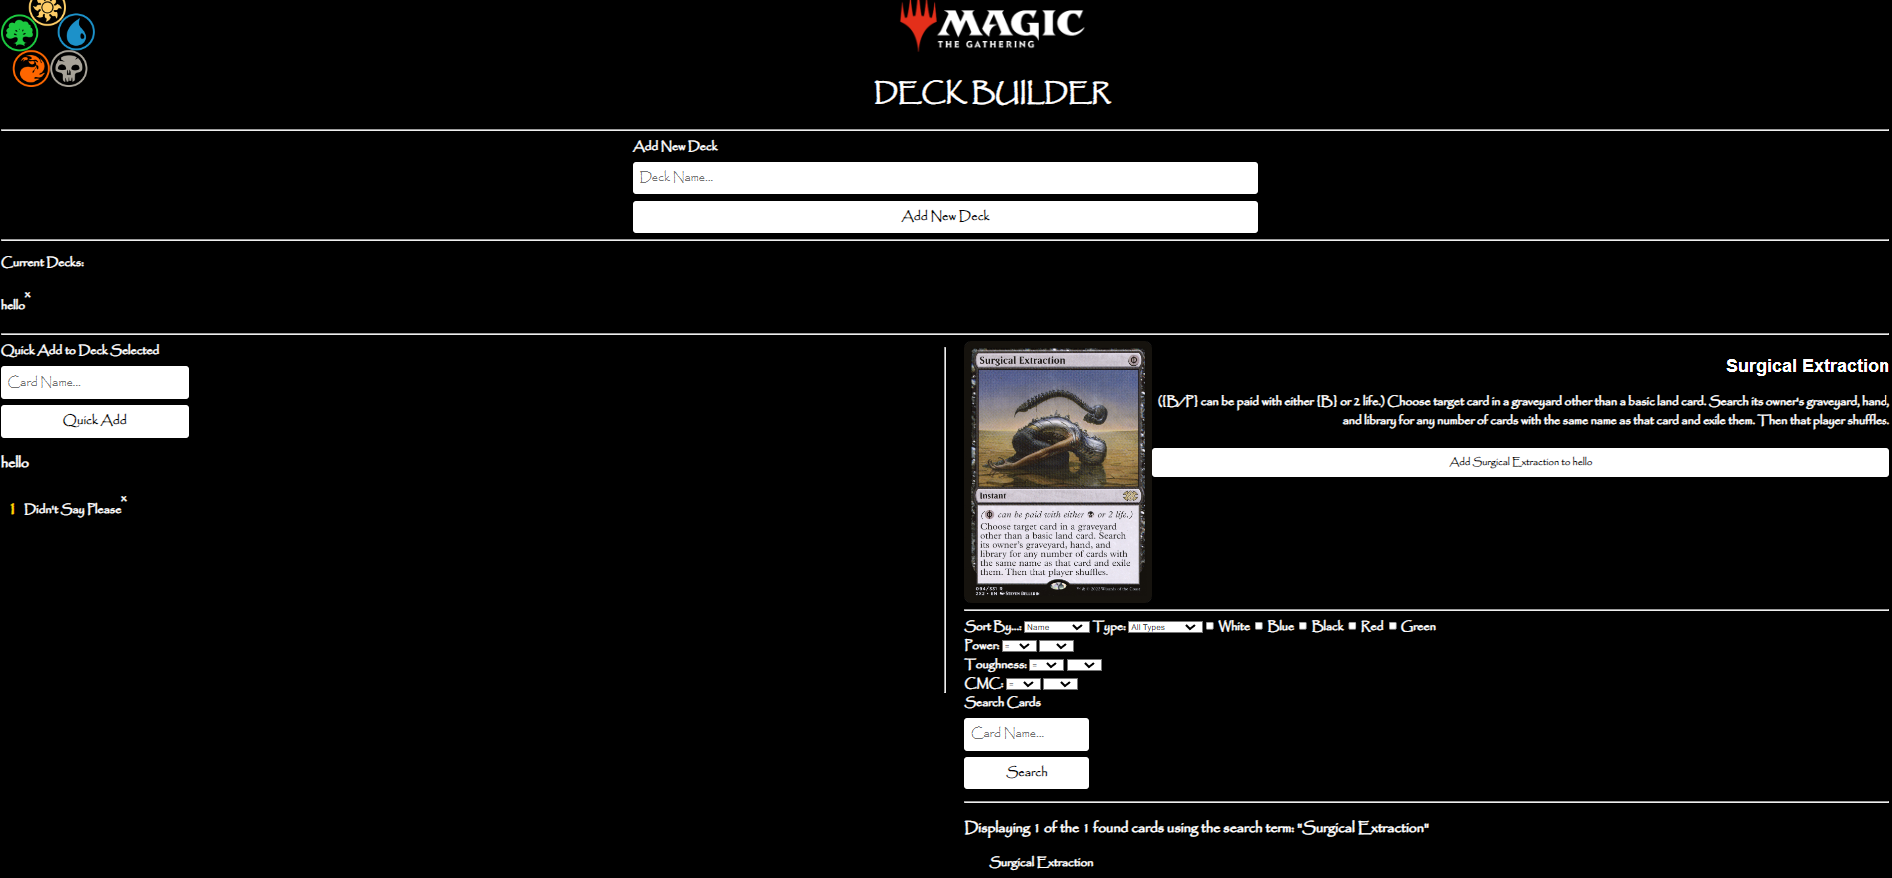 MAGIC
THE GATHERING
DECK BUILDER
Add New Deck
Deck Name...
Add New Deck
Current Decks:
hello x
Quick Add to Deck Selected
Card Name...
Quick Add
hello
1 Didn't Say Please x
Surgical Extraction
Instant
( can be paid with either or 2 life.)
Choose target card in a graveyard
other than a basic land card. Search
its owner's graveyard, hand, and
library for any number of cards with
the same name as that card and exile
them. Then that player shuffles.
Surgical Extraction
({B/P} can be paid with either {B} or 2 life.) Choose target card in a graveyard other than a basic land card. Search its owner's graveyard, hand,
and library for any number of cards with the same name as that card and exile them. Then that player shuffles.
Add Surgical Extraction to hello
Sort By...: Name Type: All Types White Blue Black Red Green
Power: =
Toughness: =
CMC: =
Search Cards
Card Name...
Search
Displaying 1 of the 1 found cards using the search term: "Surgical Extraction"
Surgical Extraction